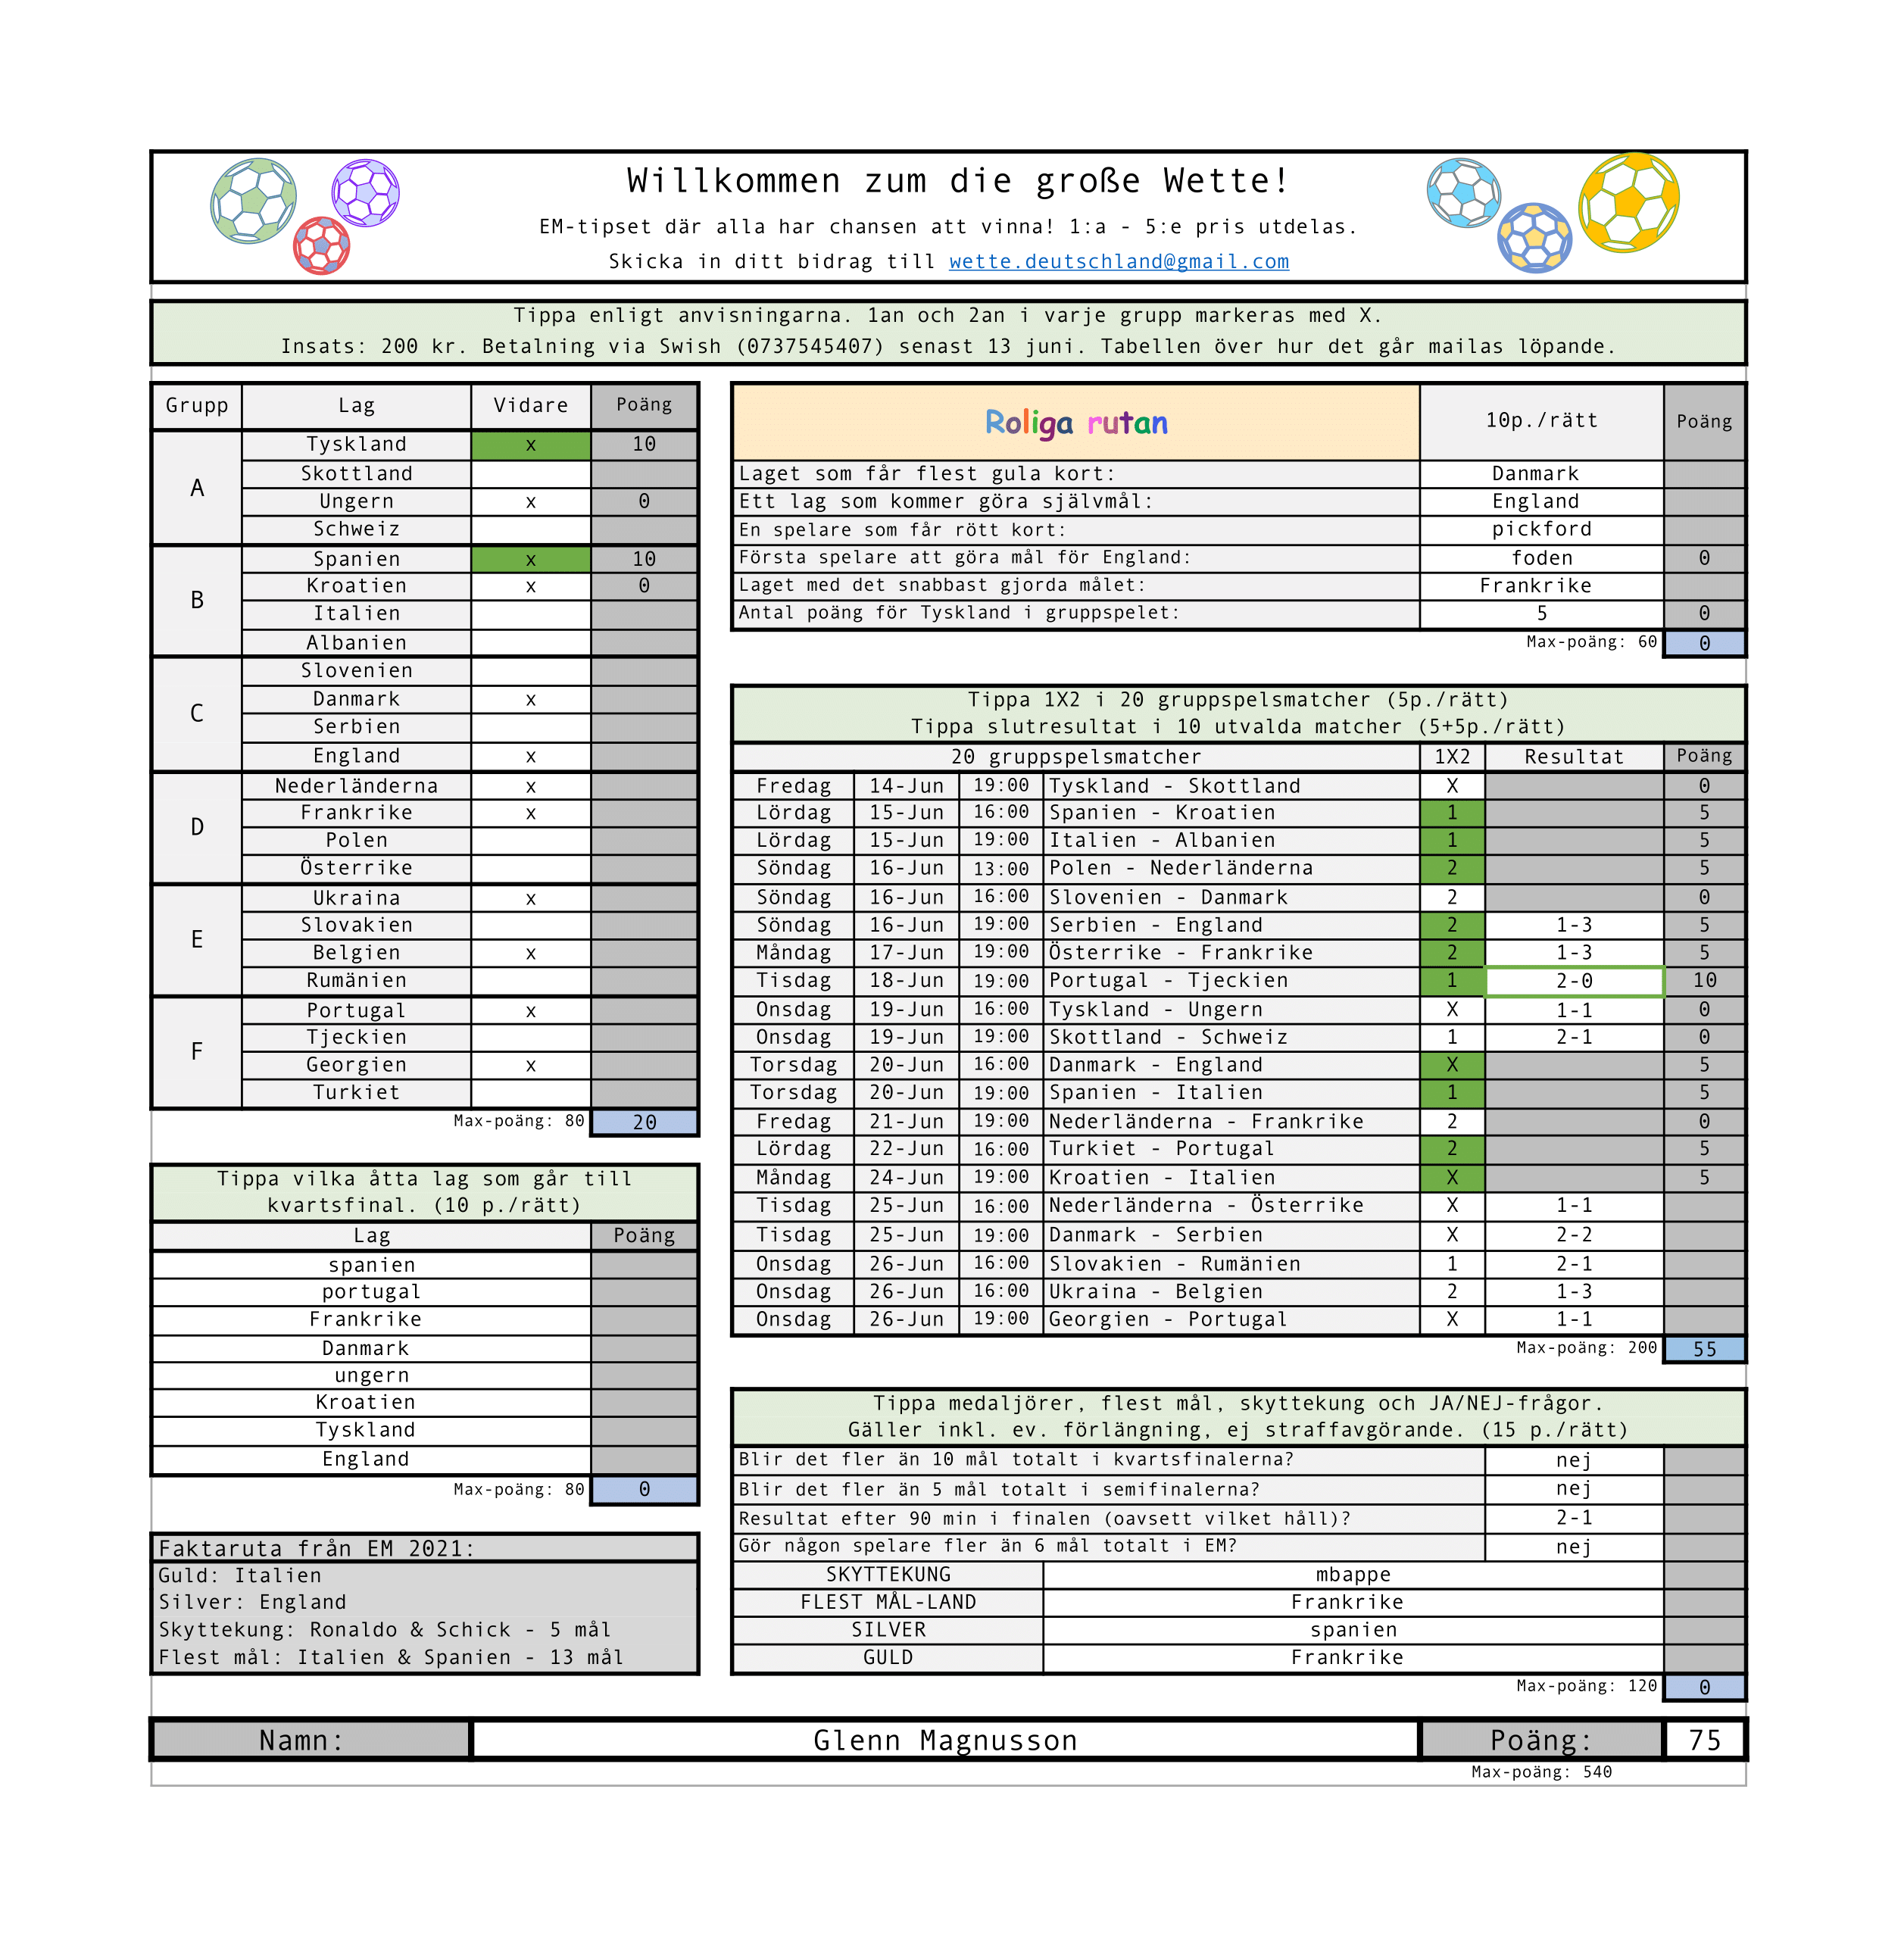 Willkommen zum die große Wette!
EM-tipset där alla har chansen att vinna! 1:a - 5:e pris utdelas.
Skicka in ditt bidrag till wette.deutschland@gmail.com
Tippa enligt anvisningarna. 1an och 2an i varje grupp markeras med X.
Insats: 200 kr. Betalning via Swish (0737545407) senast 13 juni. Tabellen över hur det går mailas löpande.
Grupp Lag Vidare Poäng
A
Tyskland x 10
Skottland
Ungern x 0
Schweiz
B
Spanien x 10
Kroatien x 0
Italien
Albanien
C
Slovenien
Danmark x
Serbien
England x
D
Nederländerna x
Frankrike x
Polen
Österrike
E
Ukraina x
Slovakien
Belgien x
Rumänien
F
Portugal x
Tjeckien
Georgien x
Turkiet
Max-poäng: 80 20
Tippa vilka åtta lag som går till
kvartsfinal. (10 p./rätt)
Lag Poäng
spanien
portugal
Frankrike
Danmark
ungern
Kroatien
Tyskland
England
Max-poäng: 80 0
Faktaruta från EM 2021:
Guld: Italien
Silver: England
Skyttekung: Ronaldo & Schick - 5 mål
Flest mål: Italien & Spanien - 13 mål
Roliga rutan 10p./rätt Poäng
Laget som får flest gula kort: Danmark
Ett lag som kommer göra självmål: England
En spelare som får rött kort: pickford
Första spelare att göra mål för England: foden 0
Laget med det snabbast gjorda målet: Frankrike
Antal poäng för Tyskland i gruppspelet: 5 0
Max-poäng: 60 0
Tippa 1X2 i 20 gruppspelsmatcher (5p./rätt)
Tippa slutresultat i 10 utvalda matcher (5+5p./rätt)
20 gruppspelsmatcher 1X2 Resultat Poäng
Fredag 14-Jun 19:00 Tyskland - Skottland X 0
Lördag 15-Jun 16:00 Spanien - Kroatien 1 5
Lördag 15-Jun 19:00 Italien - Albanien 1 5
Söndag 16-Jun 13:00 Polen - Nederländerna 2 5
Söndag 16-Jun 16:00 Slovenien - Danmark 2 0
Söndag 16-Jun 19:00 Serbien - England 2 1-3 5
Måndag 17-Jun 19:00 Österrike - Frankrike 2 1-3 5
Tisdag 18-Jun 19:00 Portugal - Tjeckien 1 2-0 10
Onsdag 19-Jun 16:00 Tyskland - Ungern X 1-1 0
Onsdag 19-Jun 19:00 Skottland - Schweiz 1 2-1 0
Torsdag 20-Jun 16:00 Danmark - England X 5
Torsdag 20-Jun 19:00 Spanien - Italien 1 5
Fredag 21-Jun 19:00 Nederländerna - Frankrike 2 0
Lördag 22-Jun 16:00 Turkiet - Portugal 2 5
Måndag 24-Jun 19:00 Kroatien - Italien X 5
Tisdag 25-Jun 16:00 Nederländerna - Österrike X 1-1
Tisdag 25-Jun 19:00 Danmark - Serbien X 2-2
Onsdag 26-Jun 16:00 Slovakien - Rumänien 1 2-1
Onsdag 26-Jun 16:00 Ukraina - Belgien 2 1-3
Onsdag 26-Jun 19:00 Georgien - Portugal X 1-1
Max-poäng: 200 55
Tippa medaljörer, flest mål, skyttekung och JA/NEJ-frågor.
Gäller inkl. ev. förlängning, ej straffavgörande. (15 p./rätt)
Blir det fler än 10 mål totalt i kvartsfinalerna? nej
Blir det fler än 5 mål totalt i semifinalerna? nej
Resultat efter 90 min i finalen (oavsett vilket håll)? 2-1
Gör någon spelare fler än 6 mål totalt i EM? nej
SKYTTEKUNG mbappe
FLEST MÅL-LAND Frankrike
SILVER spanien
GULD Frankrike
Max-poäng: 120 0
Namn: Glenn Magnusson Poäng: 75
Max-poäng: 540